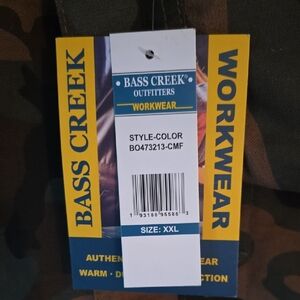 BASS CREEK
WORKWEAR
• BASS CREEK® •
OUTFITTERS
WORKWEAR
STYLE-COLOR
BO473213-CMF
SIZE: XXL
AUTHEN
EAR
WARM · D
CTION